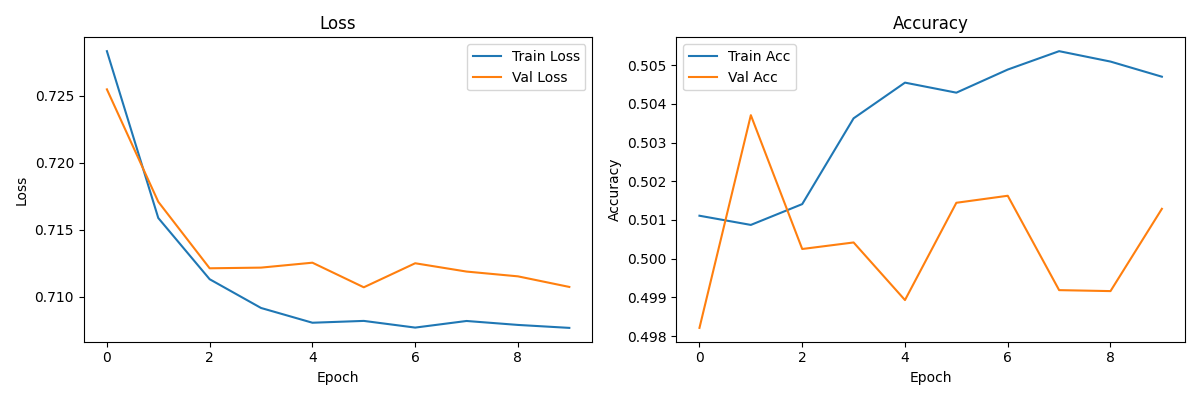 Loss
Train Loss
Val Loss
0.725
0.720
0.715
0.710
Loss
0 2 4 6 8
Epoch
Accuracy
Train Acc
Val Acc
0.505
0.504
0.503
0.502
0.501
0.500
0.499
0.498
Accuracy
0 2 4 6 8
Epoch